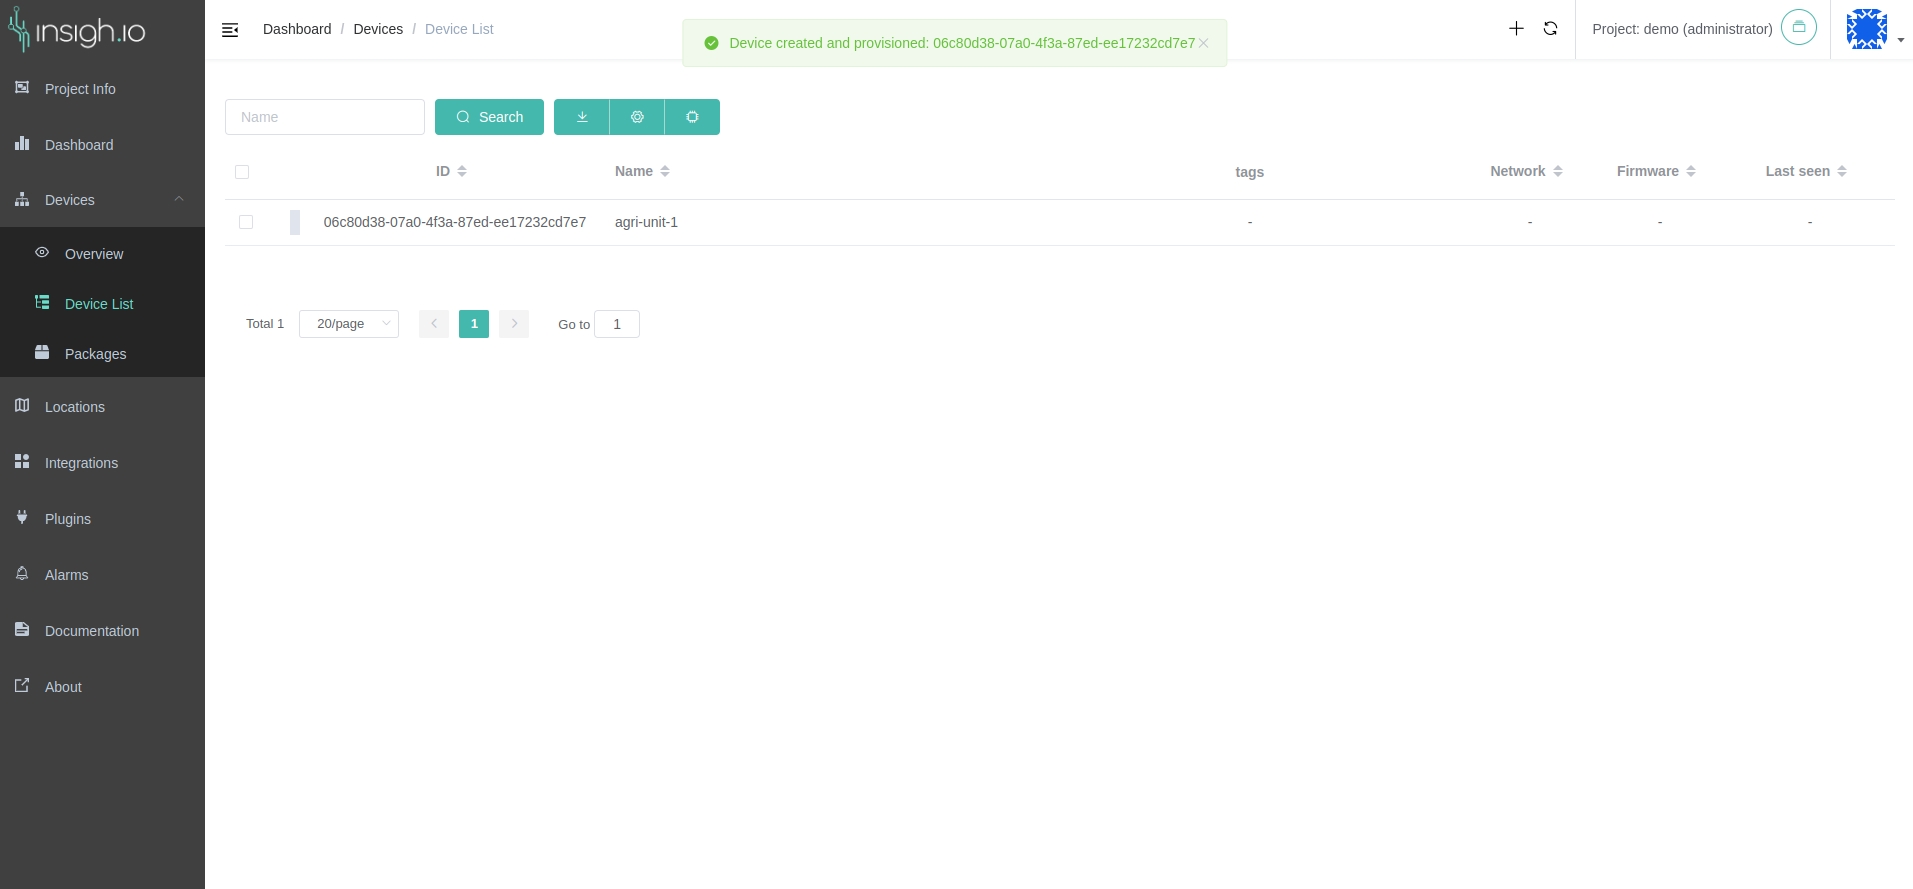 insigh.io
Dashboard / Devices / Device List
Device created and provisioned: 06c80d38-07a0-4f3a-87ed-ee17232cd7e7
Project: demo (administrator)
Project Info
Dashboard
Devices
Overview
Device List
Packages
Locations
Integrations
Plugins
Alarms
Documentation
About
Name
Search
ID Name tags Network Firmware Last seen
06c80d38-07a0-4f3a-87ed-ee17232cd7e7 agri-unit-1 - - - -
Total 1 20/page 1 Go to 1